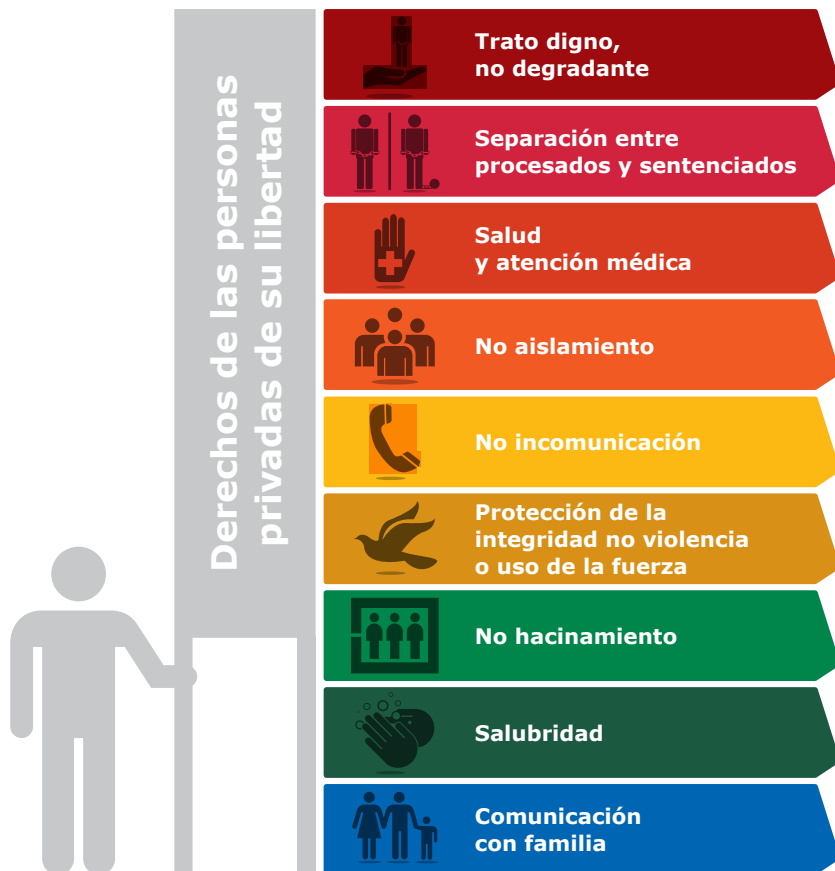 Derechos de las personas
privadas de su libertad
Trato digno,
no degradante
Separación entre
procesados y sentenciados
Salud
y atención médica
No aislamiento
No incomunicación
Protección de la
integridad no violencia
o uso de la fuerza
No hacinamiento
Salubridad
Comunicación
con familia